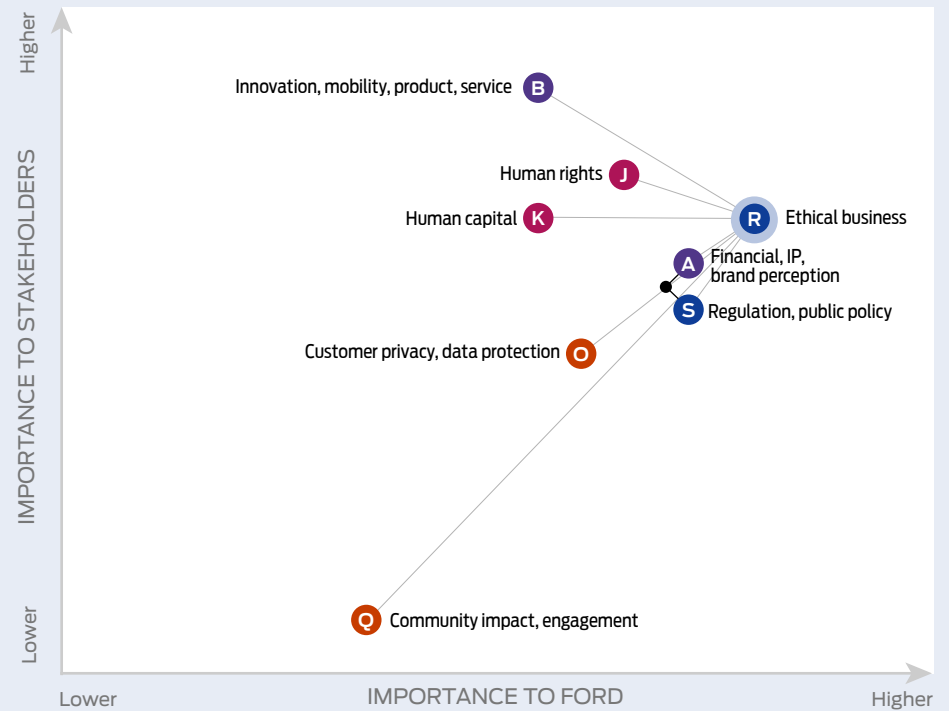 Higher
IMPORTANCE TO STAKEHOLDERS
Lower
Innovation, mobility, product, service
B
Human rights
J
Human capital
K
R
Ethical business
A
Financial, IP,
brand perception
S
Regulation, public policy
Customer privacy, data protection
O
Q
Community impact, engagement
Lower
IMPORTANCE TO FORD
Higher